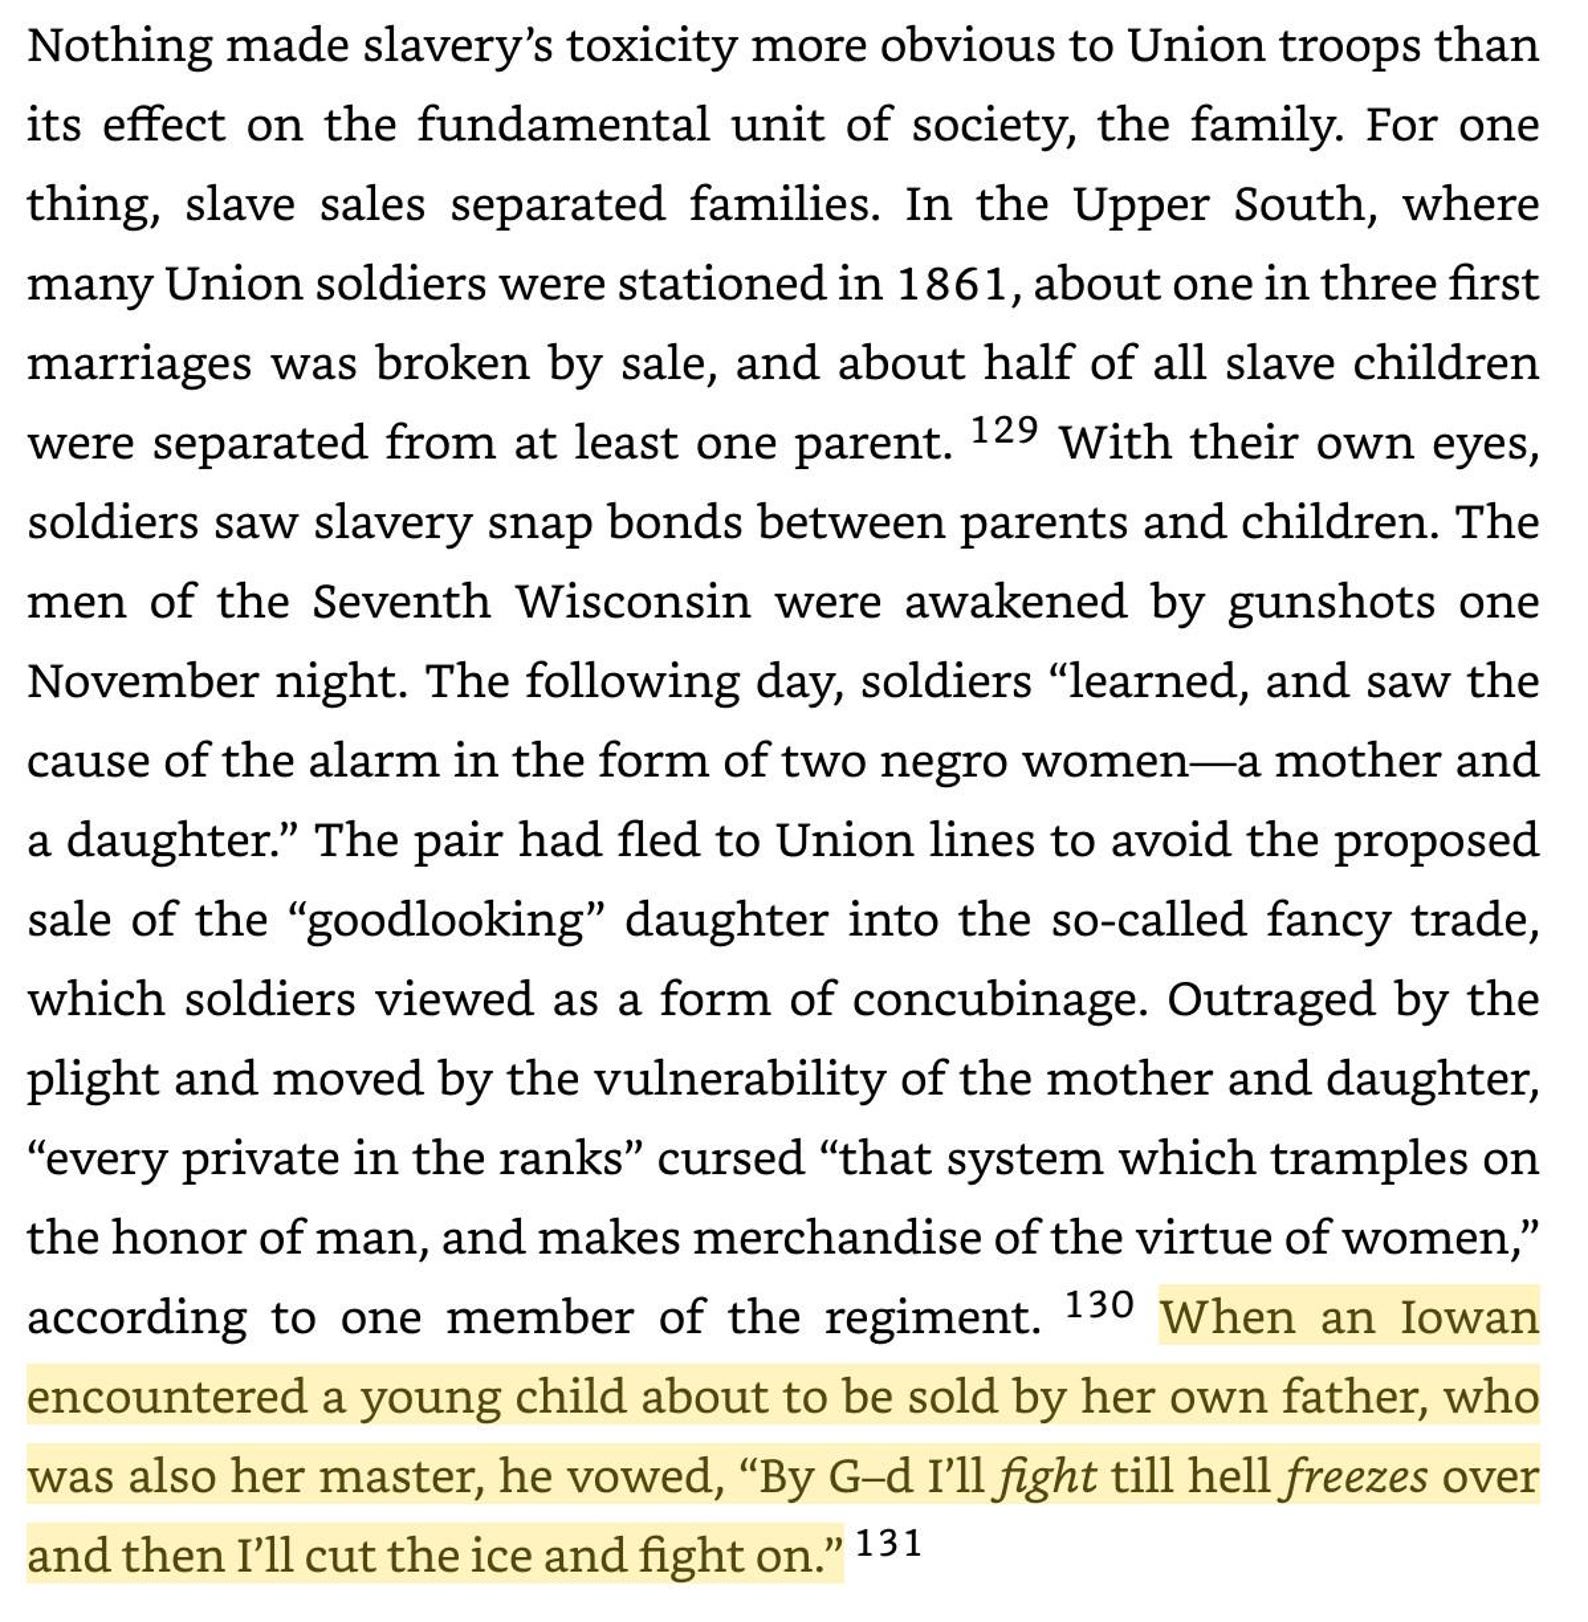 Nothing made slavery’s toxicity more obvious to Union troops than
its effect on the fundamental unit of society, the family. For one
thing, slave sales separated families. In the Upper South, where
many Union soldiers were stationed in 1861, about one in three first
marriages was broken by sale, and about half of all slave children
were separated from at least one parent. 129 With their own eyes,
soldiers saw slavery snap bonds between parents and children. The
men of the Seventh Wisconsin were awakened by gunshots one
November night. The following day, soldiers “learned, and saw the
cause of the alarm in the form of two negro women—a mother and
a daughter.” The pair had fled to Union lines to avoid the proposed
sale of the “goodlooking” daughter into the so-called fancy trade,
which soldiers viewed as a form of concubinage. Outraged by the
plight and moved by the vulnerability of the mother and daughter,
“every private in the ranks” cursed “that system which tramples on
the honor of man, and makes merchandise of the virtue of women,”
according to one member of the regiment. 130 When an Iowan
encountered a young child about to be sold by her own father, who
was also her master, he vowed, “By G–d I’ll fight till hell freezes over
and then I’ll cut the ice and fight on.” 131